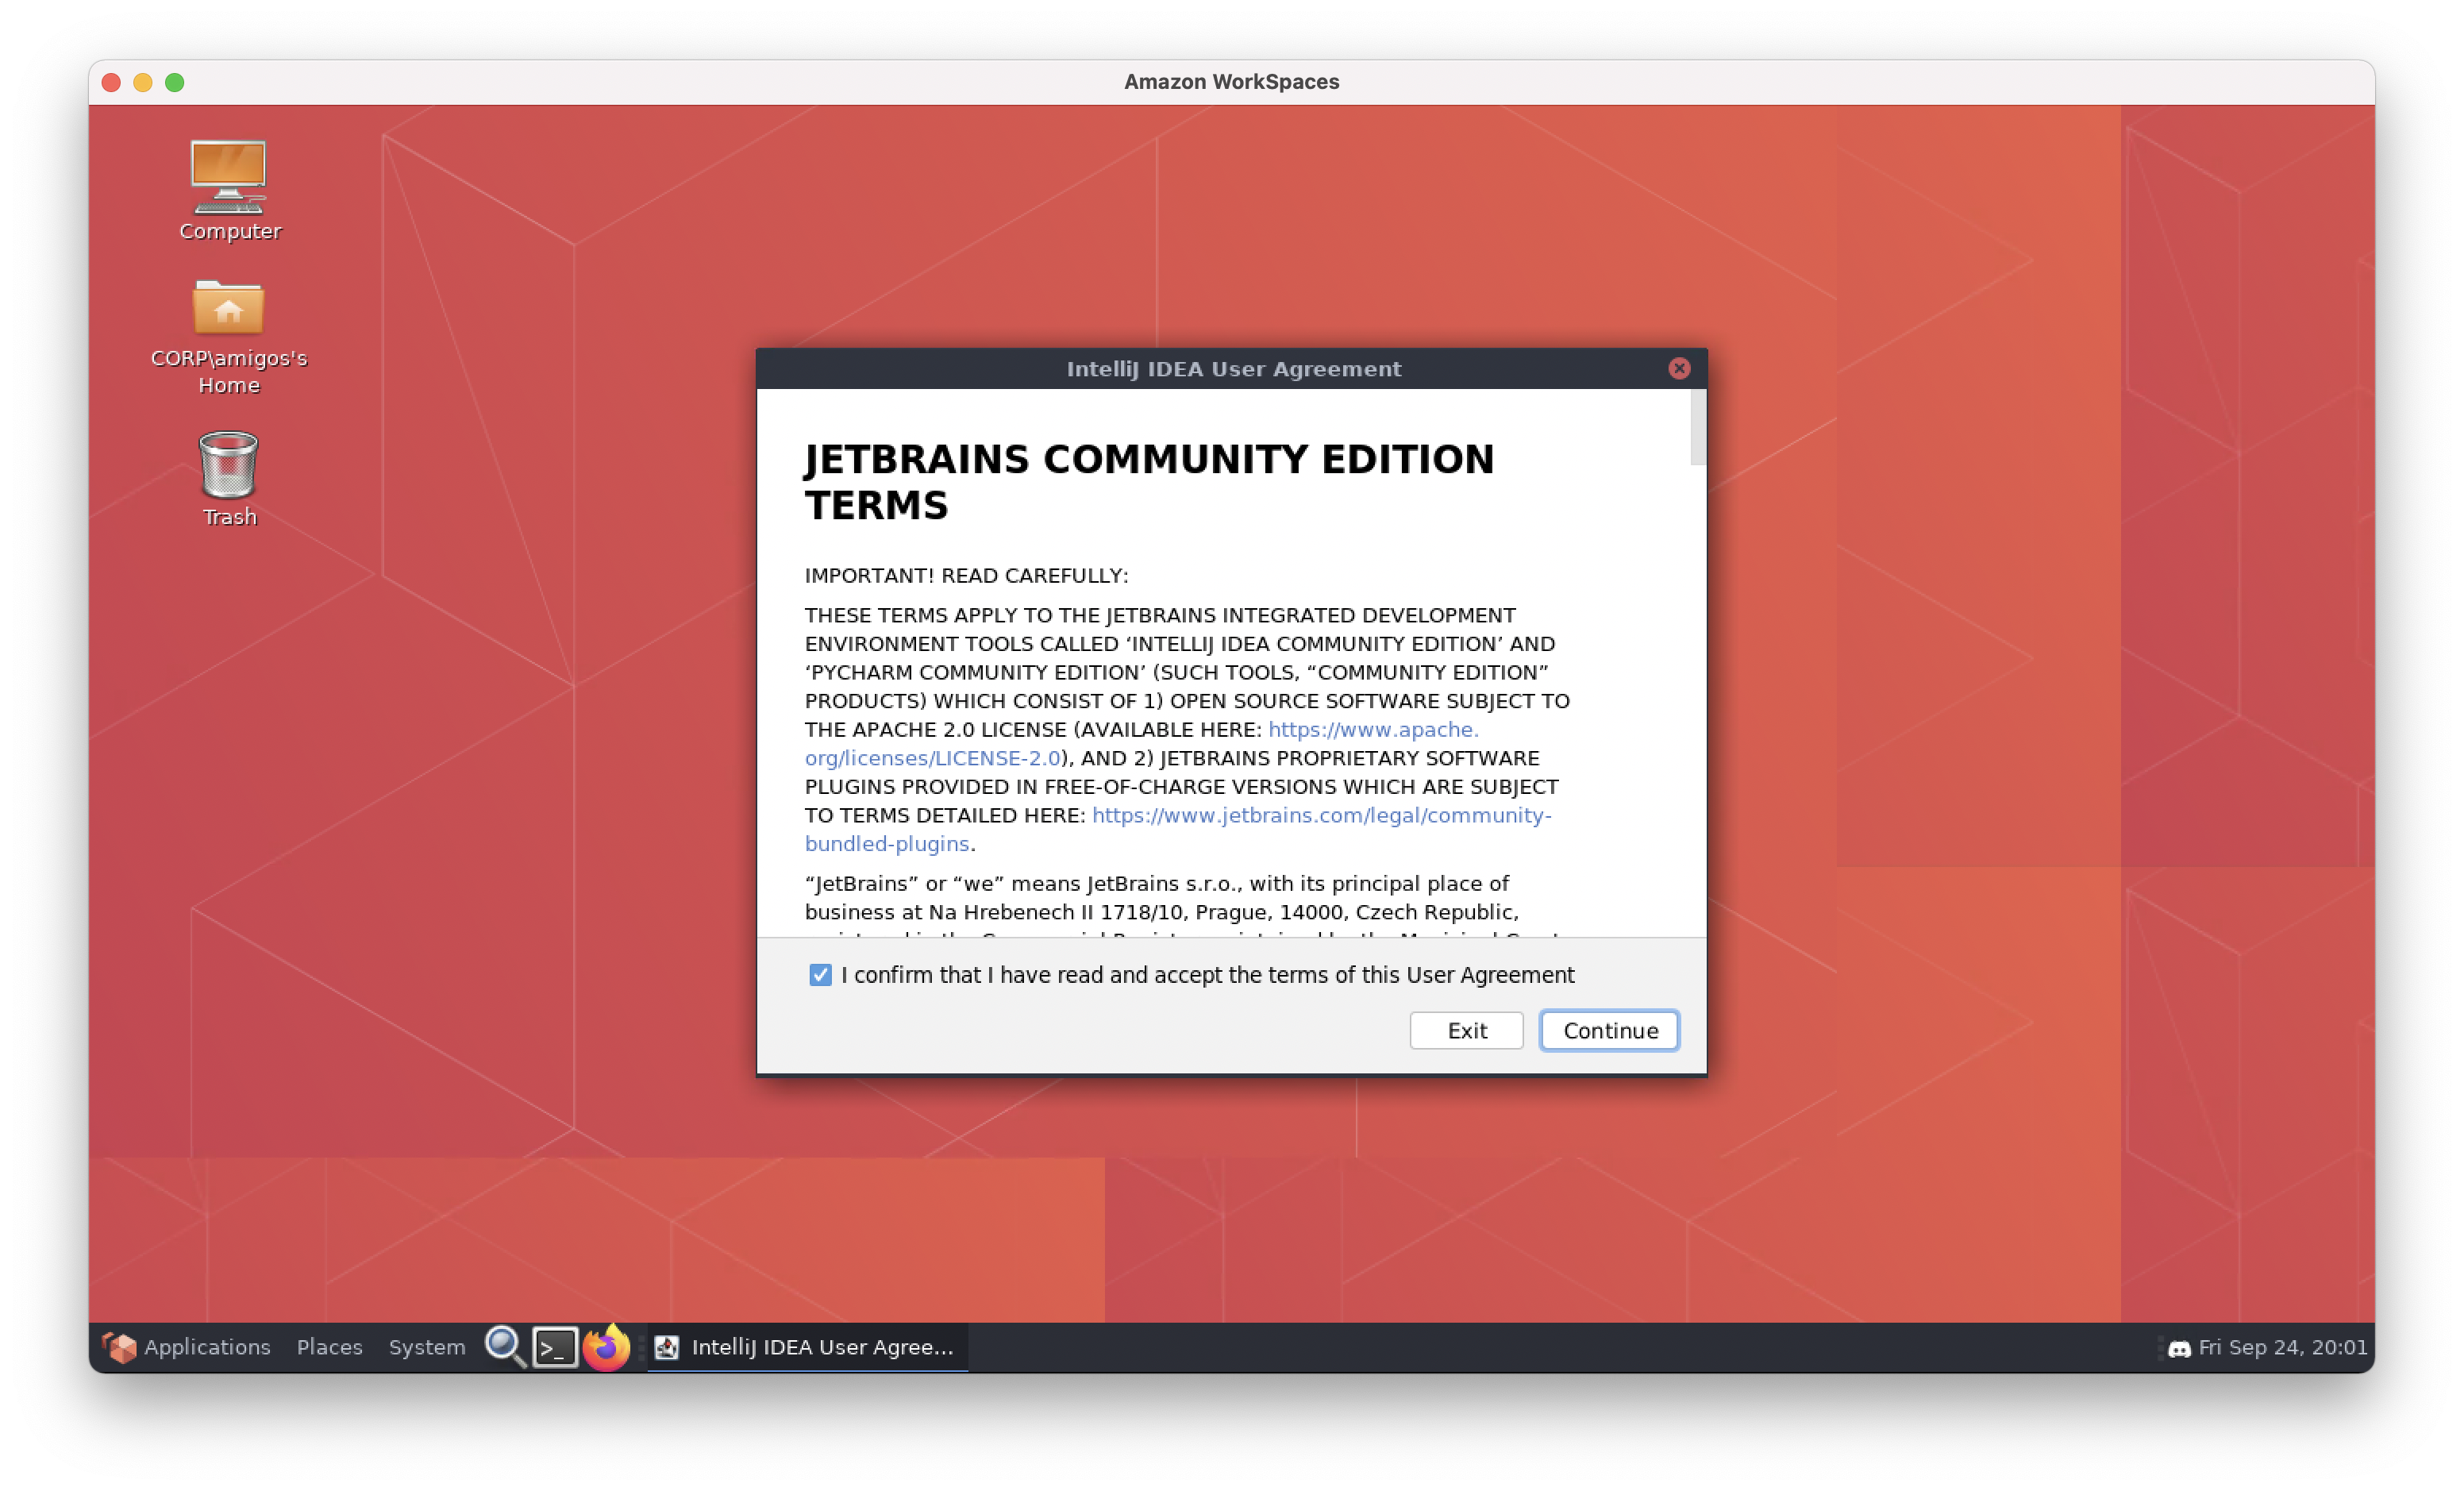 Amazon WorkSpaces
Computer
CORP\amigos's
Home
Trash
IntelliJ IDEA User Agreement
JETBRAINS COMMUNITY EDITION
TERMS
IMPORTANT! READ CAREFULLY:
THESE TERMS APPLY TO THE JETBRAINS INTEGRATED DEVELOPMENT
ENVIRONMENT TOOLS CALLED ‘INTELLIJ IDEA COMMUNITY EDITION’ AND
‘PYCHARM COMMUNITY EDITION’ (SUCH TOOLS, “COMMUNITY EDITION”
PRODUCTS) WHICH CONSIST OF 1) OPEN SOURCE SOFTWARE SUBJECT TO
THE APACHE 2.0 LICENSE (AVAILABLE HERE: https://www.apache.
org/licenses/LICENSE-2.0), AND 2) JETBRAINS PROPRIETARY SOFTWARE
PLUGINS PROVIDED IN FREE-OF-CHARGE VERSIONS WHICH ARE SUBJECT
TO TERMS DETAILED HERE: https://www.jetbrains.com/legal/community-
bundled-plugins.
“JetBrains” or “we” means JetBrains s.r.o., with its principal place of
business at Na Hrebenech II 1718/10, Prague, 14000, Czech Republic,
I confirm that I have read and accept the terms of this User Agreement
Exit
Continue
Applications Places System
IntelliJ IDEA User Agree...
Fri Sep 24, 20:01